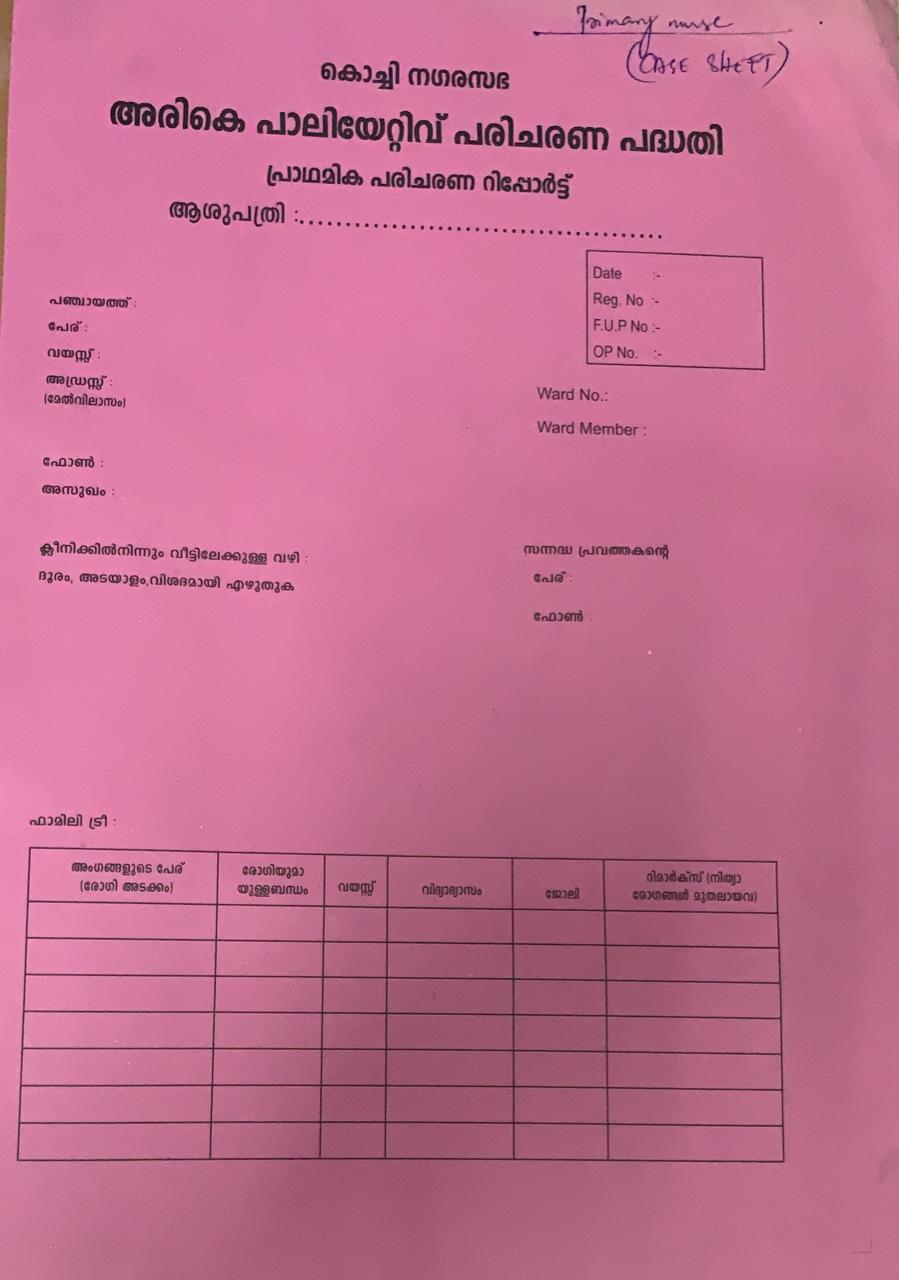 Primary nurse
(CASE SHEET)
കൊച്ചി നഗരസഭ
അരികെ പാലിയേറ്റിവ് പരിചരണ പദ്ധതി
പ്രാഥമിക പരിചരണ റിപ്പോർട്ട്
ആശുപത്രി :......................................
Date :-
Reg. No :-
F.U.P No :-
OP No. :-
പഞ്ചായത്ത് :
പേര് :
വയസ്സ് :
അഡ്രസ്സ് :
(മേൽവിലാസം)
Ward No.:
Ward Member :
ഫോൺ :
അസുഖം :
ക്ലീനിക്കിൽനിന്നും വീട്ടിലേക്കുള്ള വഴി :
ദൂരം, അടയാളം,വിശദമായി എഴുതുക
സന്നദ്ധ പ്രവത്തകന്റെ
പേര് :
ഫോൺ :
ഫാമിലി ട്രീ :
അംഗങ്ങളുടെ പേര്
(രോഗി അടക്കം)
രോഗിയുമാ
യുള്ളബന്ധം
വയസ്സ്
വിദ്യാഭ്യാസം
ജോലി
റിമാർക്സ് (നിത്യാ
രോഗങ്ങൾ മുതലായവ)